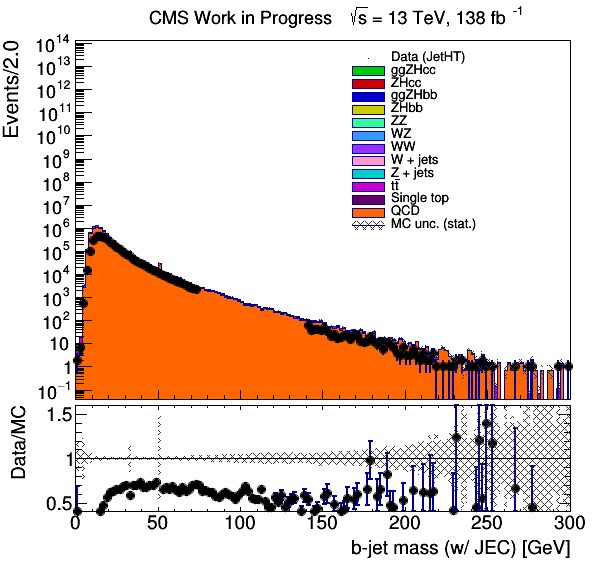 CMS Work in Progress √s = 13 TeV, 138 fb⁻¹
Events/2.0
10¹⁴
10¹³
10¹²
10¹¹
10¹⁰
10⁹
10⁸
10⁷
10⁶
10⁵
10⁴
10³
10²
10
1
10⁻¹
Data (JetHT)
ggZHcc
ZHcc
ggZHbb
ZHbb
ZZ
WZ
WW
W + jets
Z + jets
tt̄
Single top
QCD
MC unc. (stat.)
Data/MC
1.5
1
0.5
0 50 100 150 200 250 300
b-jet mass (w/ JEC) [GeV]